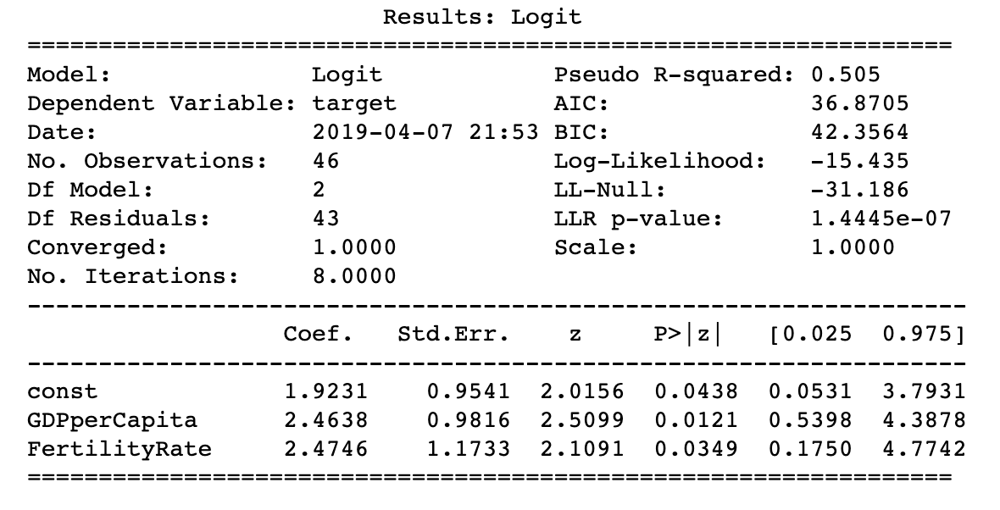 Results: Logit
=================================================================
Model: Logit Pseudo R-squared: 0.505
Dependent Variable: target AIC: 36.8705
Date: 2019-04-07 21:53 BIC: 42.3564
No. Observations: 46 Log-Likelihood: -15.435
Df Model: 2 LL-Null: -31.186
Df Residuals: 43 LLR p-value: 1.4445e-07
Converged: 1.0000 Scale: 1.0000
No. Iterations: 8.0000
------------------------------------------------------------------
Coef. Std.Err. z P>|z| [0.025 0.975]
------------------------------------------------------------------
const 1.9231 0.9541 2.0156 0.0438 0.0531 3.7931
GDPperCapita 2.4638 0.9816 2.5099 0.0121 0.5398 4.3878
FertilityRate 2.4746 1.1733 2.1091 0.0349 0.1750 4.7742
=================================================================